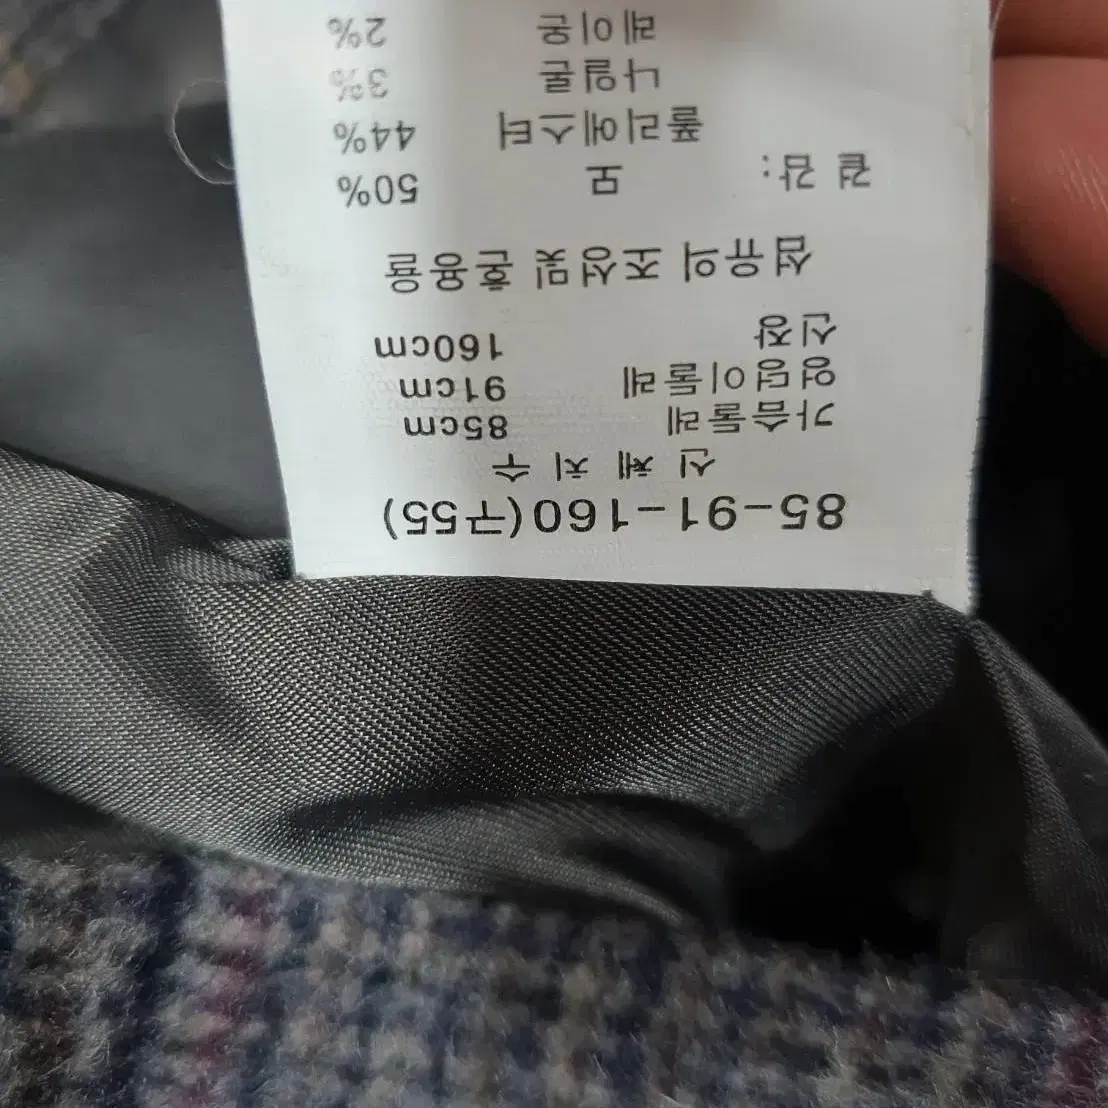 85-91-160(구55)
신 체 치 수
가슴둘레 85cm
엉덩이둘레 91cm
신장 160cm
섬유의 조성 및 혼용율
겉 감: 모 50%
폴리에스터 44%
나일론 3%
레이온 2%